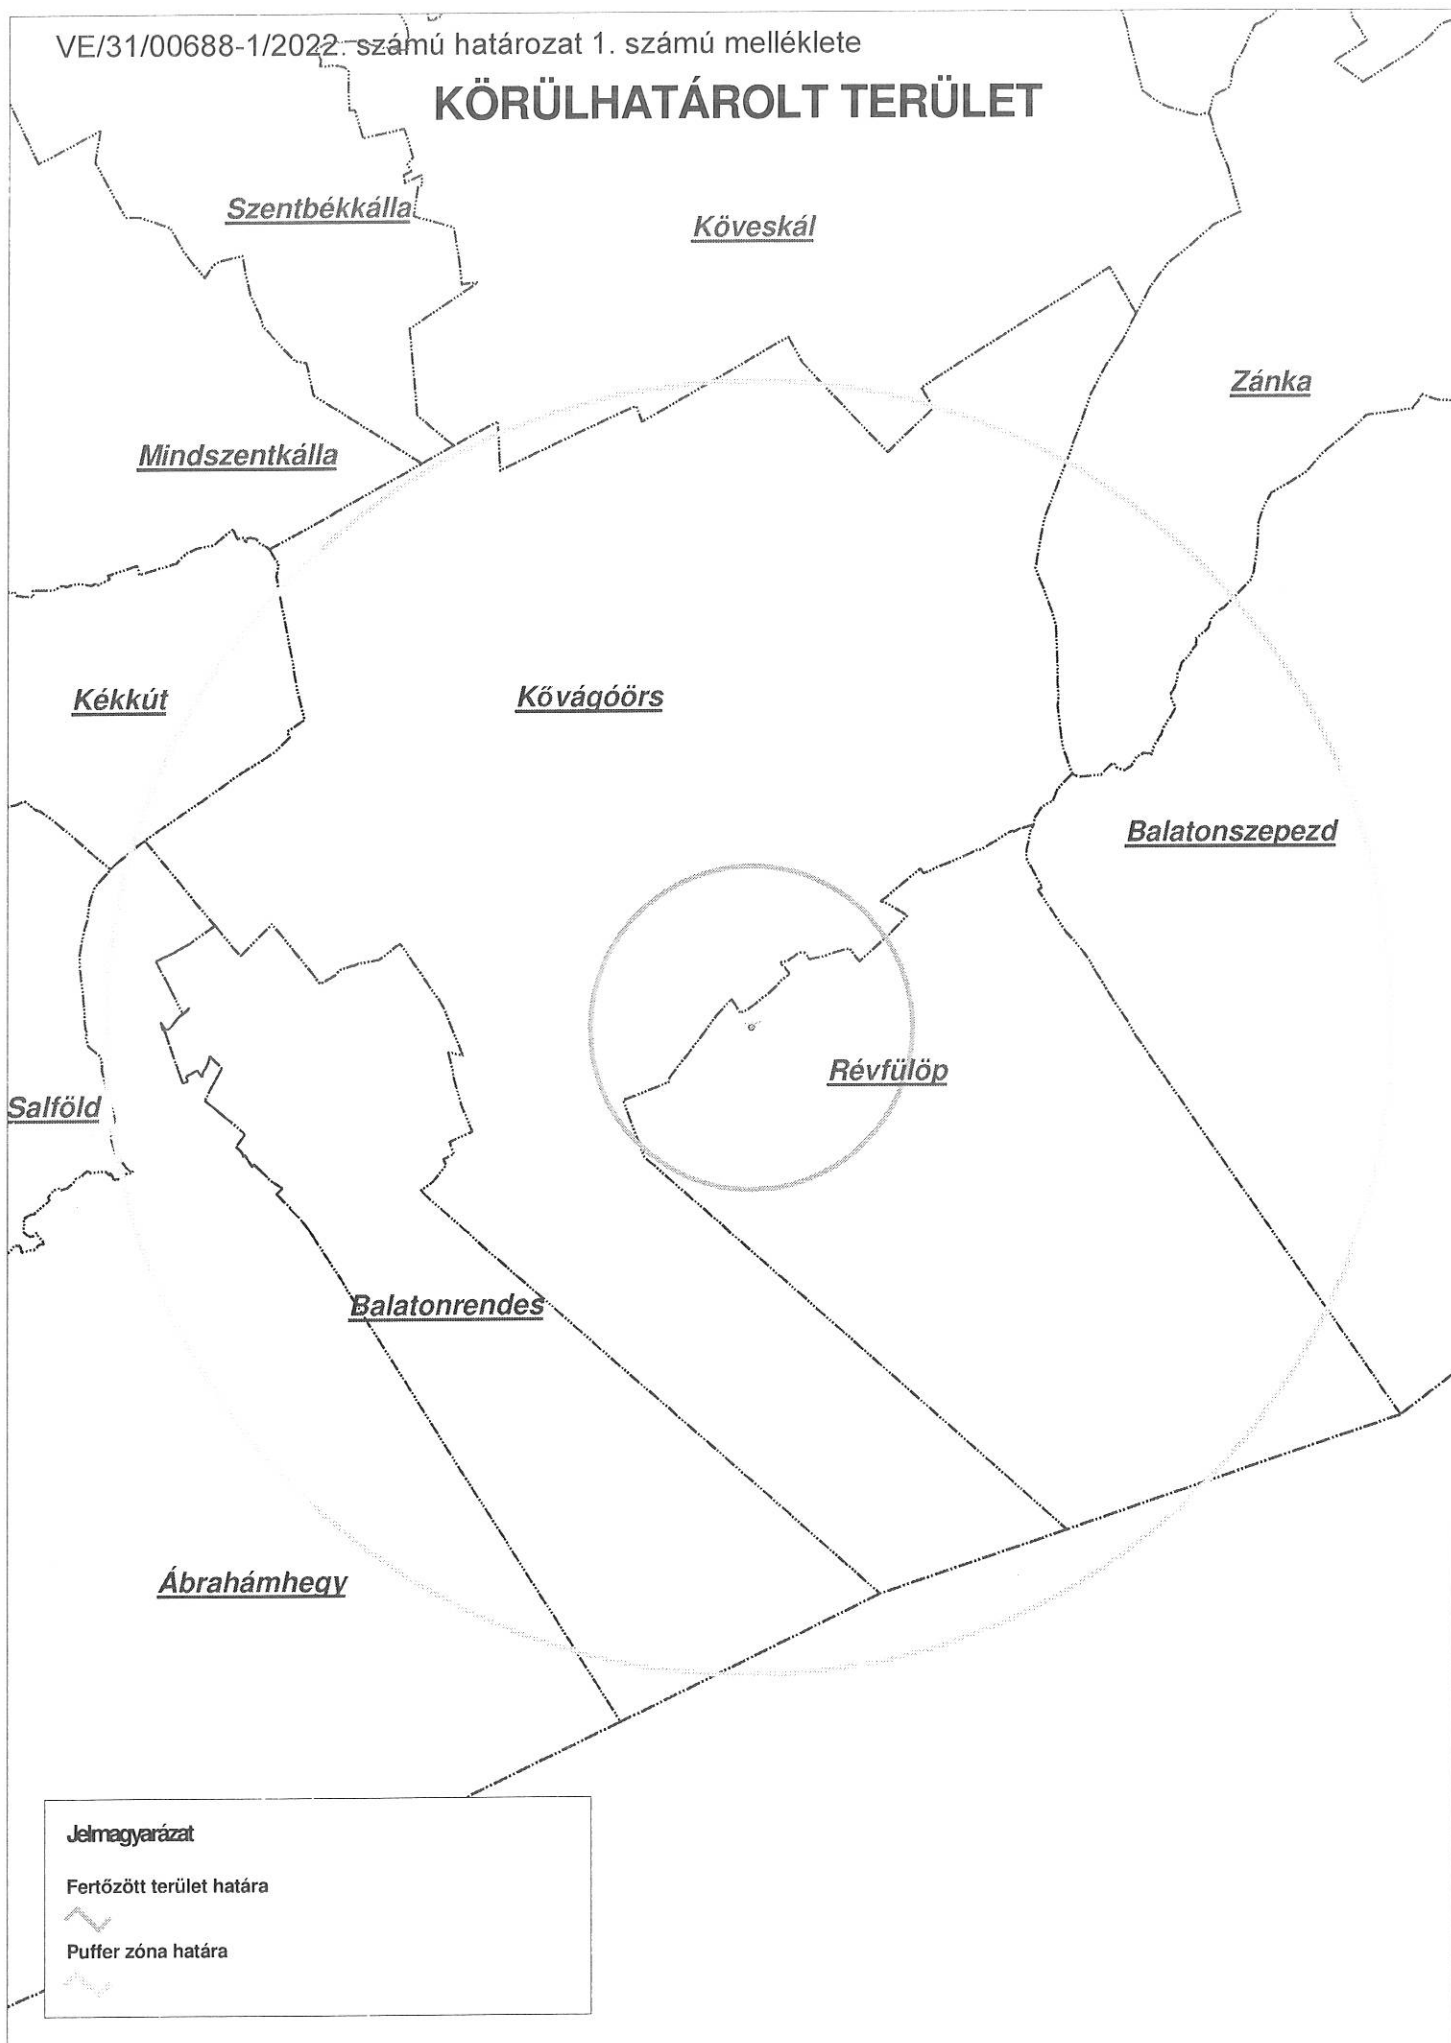 VE/31/00688-1/2022. számú határozat 1. számú melléklete
KÖRÜLHATÁROLT TERÜLET
Szentbékkálla
Köveskál
Zánka
Mindszentkálla
Kékkút
Kővágóörs
Balatonszepezd
Révfülöp
Salföld
Balatonrendes
Ábrahámhegy
Jelmagyarázat
Fertőzött terület határa
Puffer zóna határa